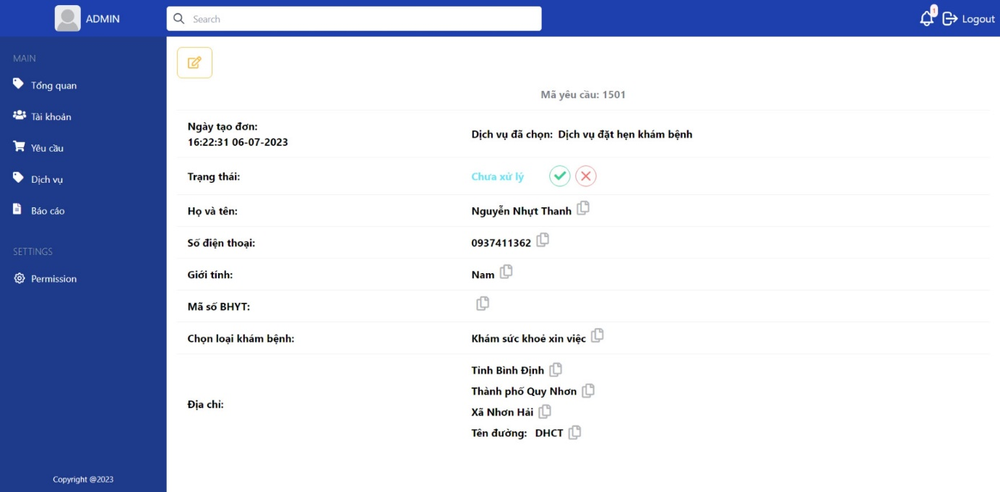 ADMIN
Search
1
Logout
MAIN
Tổng quan
Tài khoản
Yêu cầu
Dịch vụ
Báo cáo
SETTINGS
Permission
Copyright @2023
Mã yêu cầu: 1501
Ngày tạo đơn:
16:22:31 06-07-2023
Dịch vụ đã chọn: Dịch vụ đặt hẹn khám bệnh
Trạng thái: Chưa xử lý
Họ và tên: Nguyễn Nhựt Thanh
Số điện thoại: 0937411362
Giới tính: Nam
Mã số BHYT:
Chọn loại khám bệnh: Khám sức khoẻ xin việc
Địa chỉ:
Tỉnh Bình Định
Thành phố Quy Nhơn
Xã Nhơn Hải
Tên đường: DHCT